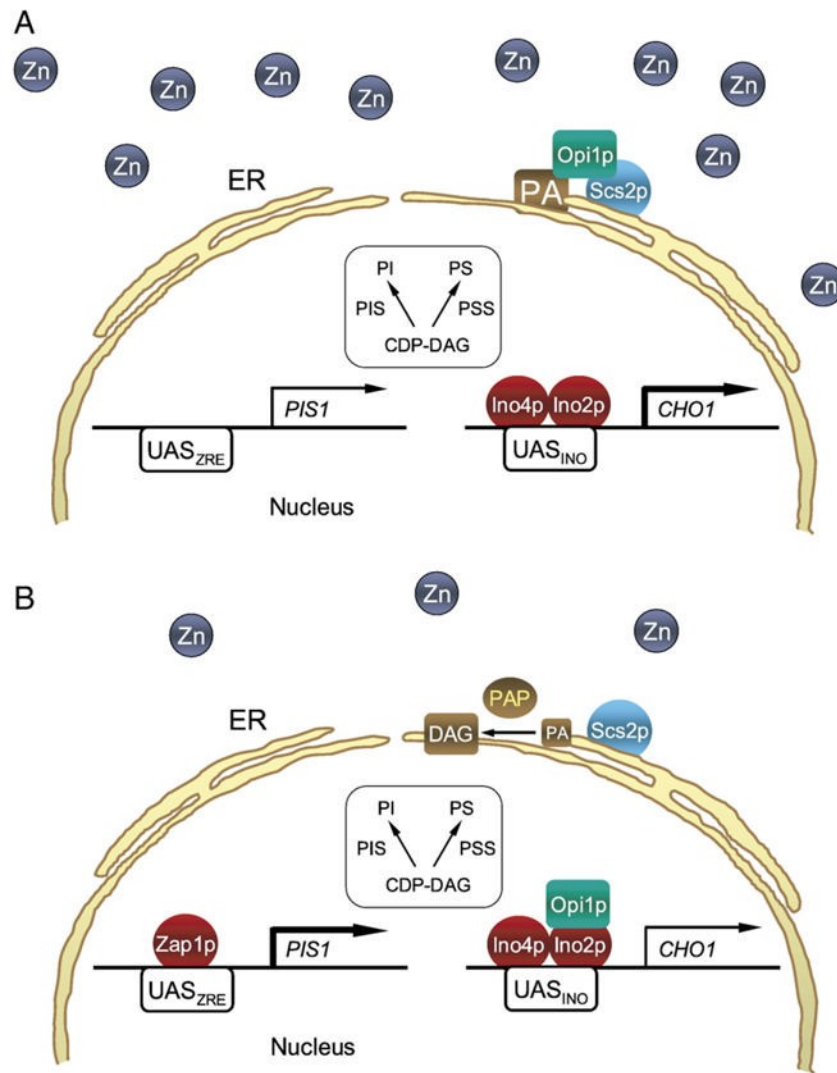 A
Zn
Zn
Zn
Zn
Zn
Zn
Zn
Zn
Zn
Zn
ER
Opi1p
PA
Scs2p
PI PS
PIS PSS
CDP-DAG
PIS1
UASZRE
Ino4p Ino2p
UASINO
CHO1
Nucleus
B
Zn
Zn
Zn
ER
PAP
DAG
PA
Scs2p
PI PS
PIS PSS
CDP-DAG
Zap1p
PIS1
UASZRE
Opi1p
Ino4p Ino2p
UASINO
CHO1
Nucleus